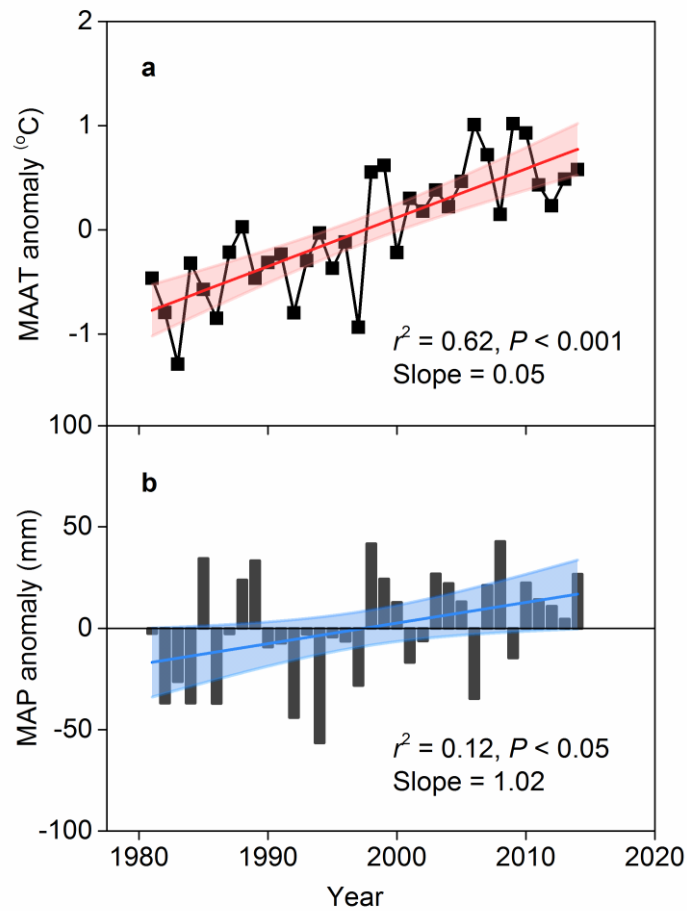 2
a
1
0
-1
MAAT anomaly (°C)
r² = 0.62, P < 0.001
Slope = 0.05
100
b
50
0
-50
-100
MAP anomaly (mm)
r² = 0.12, P < 0.05
Slope = 1.02
1980 1990 2000 2010 2020
Year